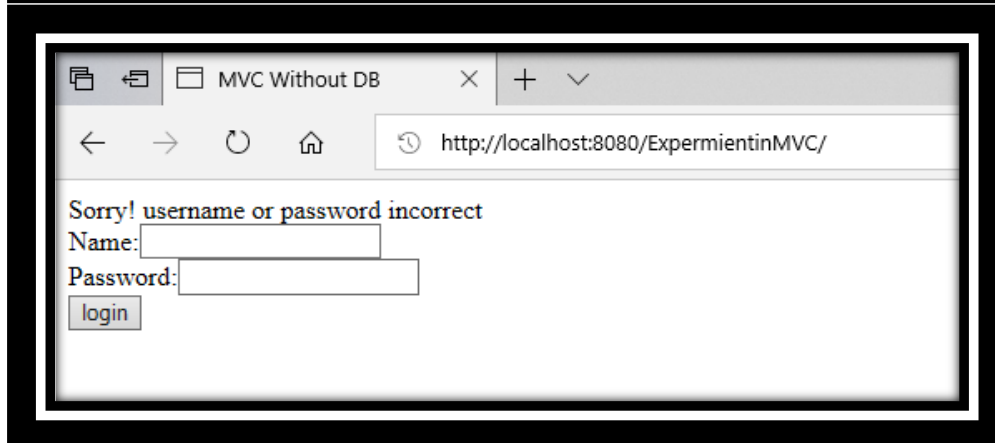 MVC Without DB
http://localhost:8080/ExpermientinMVC/
Sorry! username or password incorrect
Name:
Password:
login